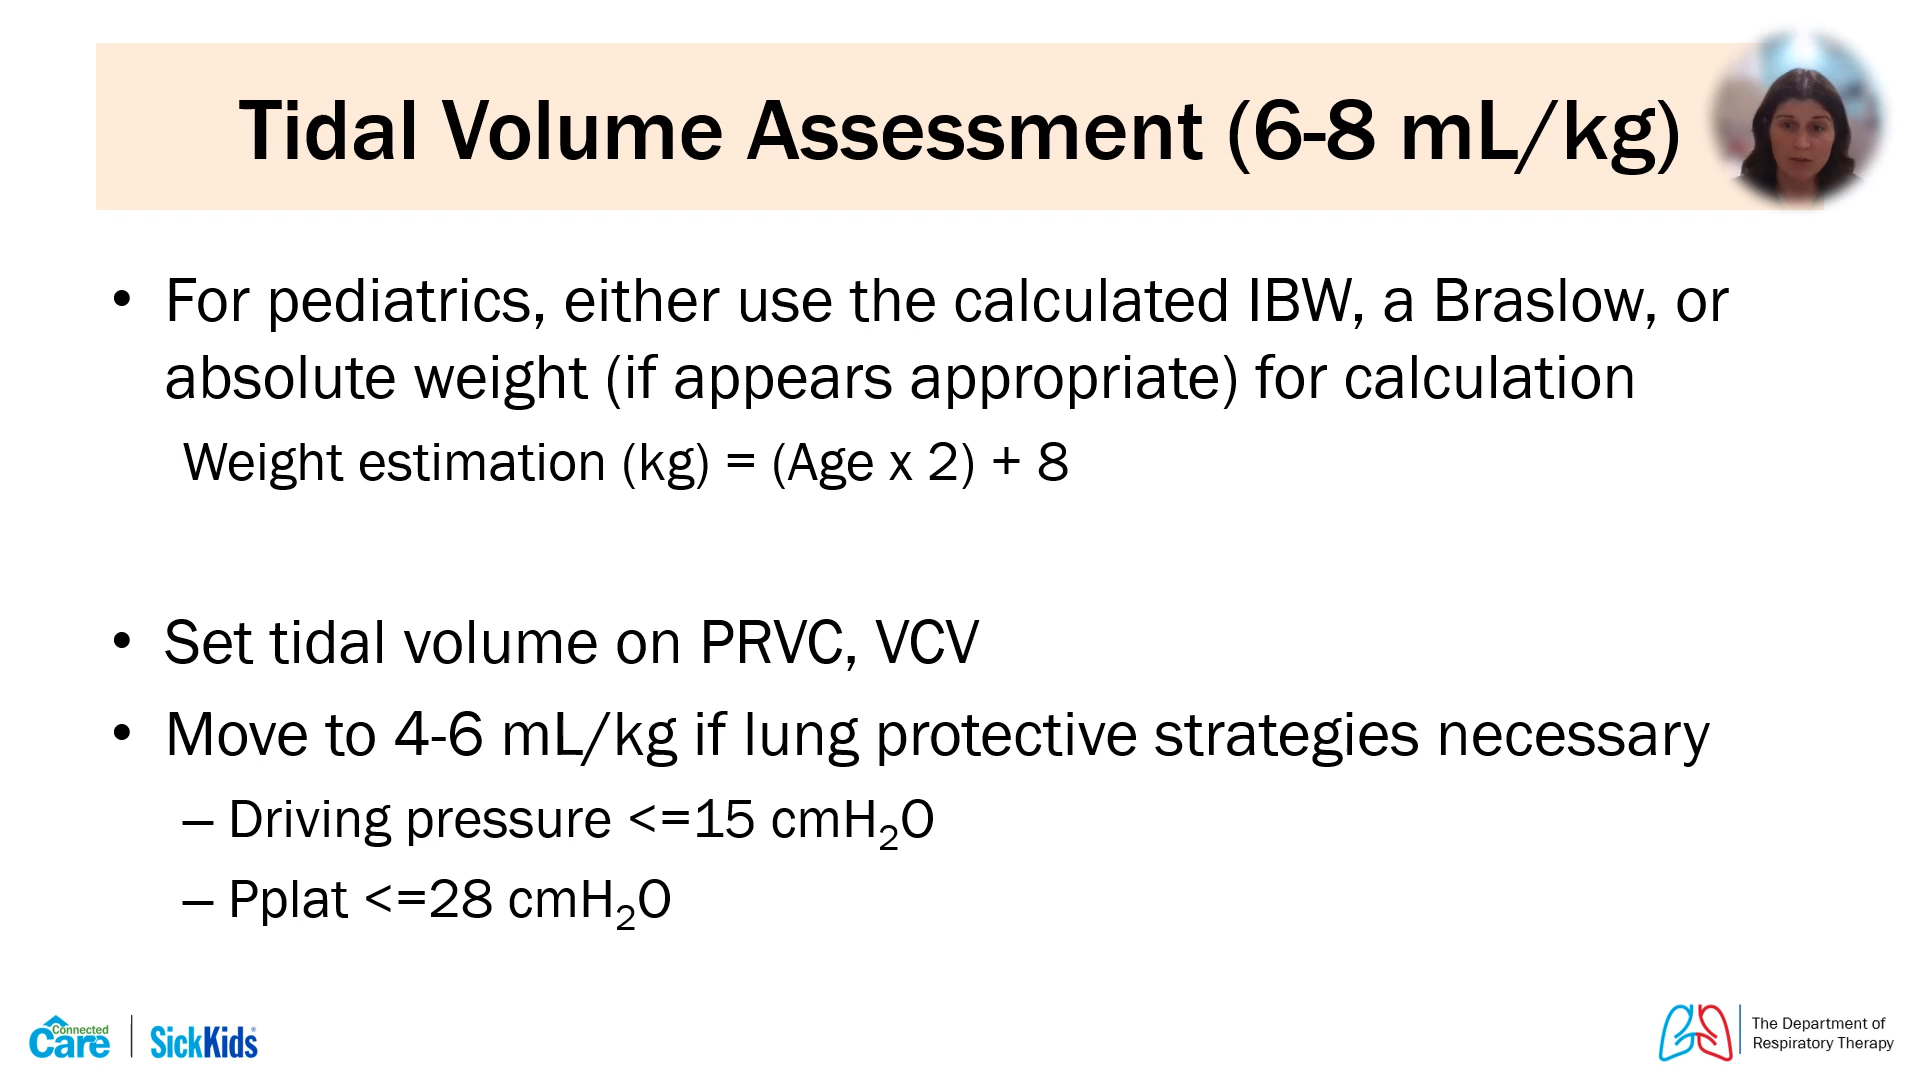 Tidal Volume Assessment (6-8 mL/kg)
• For pediatrics, either use the calculated IBW, a Braslow, or
absolute weight (if appears appropriate) for calculation
Weight estimation (kg) = (Age x 2) + 8
• Set tidal volume on PRVC, VCV
• Move to 4-6 mL/kg if lung protective strategies necessary
– Driving pressure <=15 cmH₂O
– Pplat <=28 cmH₂O
Connected
Care
SickKids®
The Department of
Respiratory Therapy